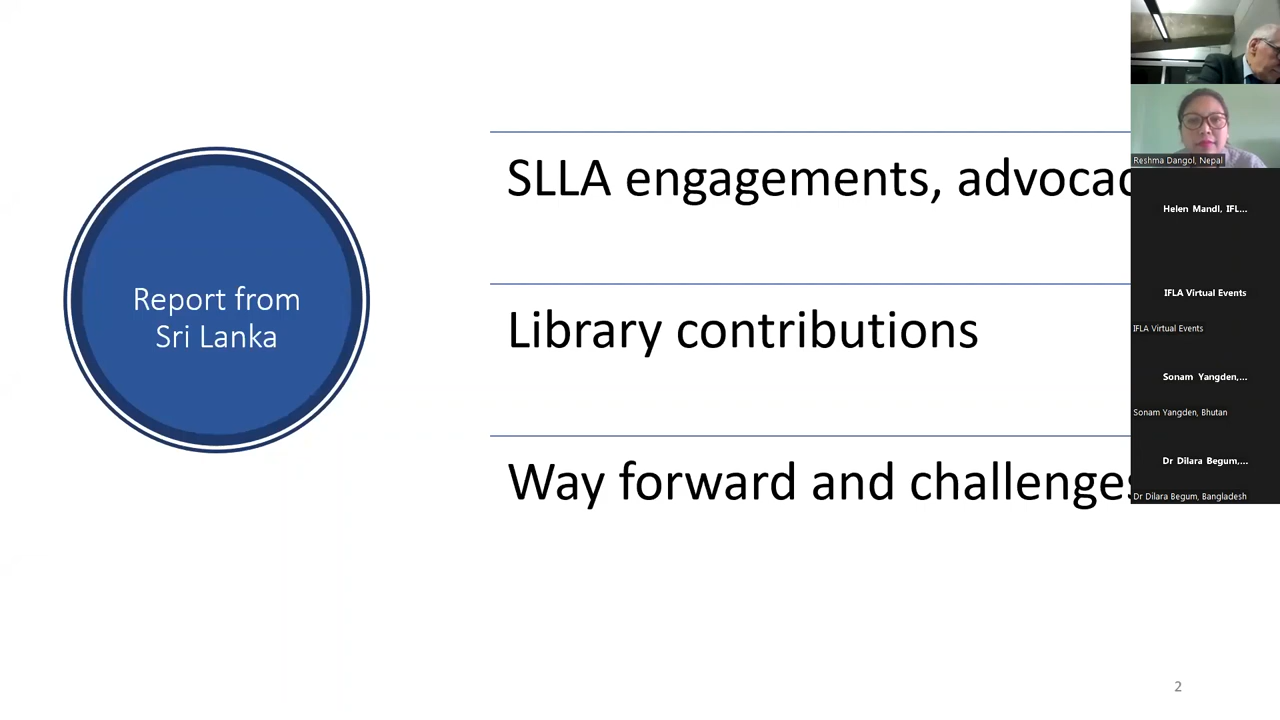 Report from
Sri Lanka
SLLA engagements, advocac
Library contributions
Way forward and challenges
Reshma Dangol, Nepal
Helen Mandl, IFL...
IFLA Virtual Events
IFLA Virtual Events
Sonam Yangden,...
Sonam Yangden, Bhutan
Dr Dilara Begum,...
Dr Dilara Begum, Bangladesh
2